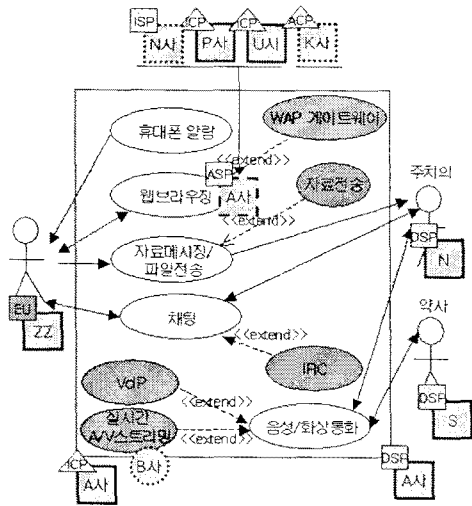 ISP ICP ICP ACP
N사 P사 U사 K사
휴대폰 알람
WAP 게이트웨이
<<extend>>
ASP
웹브라우징
A사
자료전송
<<extend>>
주치의
자료메시징/
파일전송
DSP
N
EU
ZZ
채팅
약사
<<extend>>
IRC
VoP
<<extend>>
DSP
S
실시간
A/V스트리밍
<<extend>>
음성/화상통화
ICP
A사
B사
DSP
A사